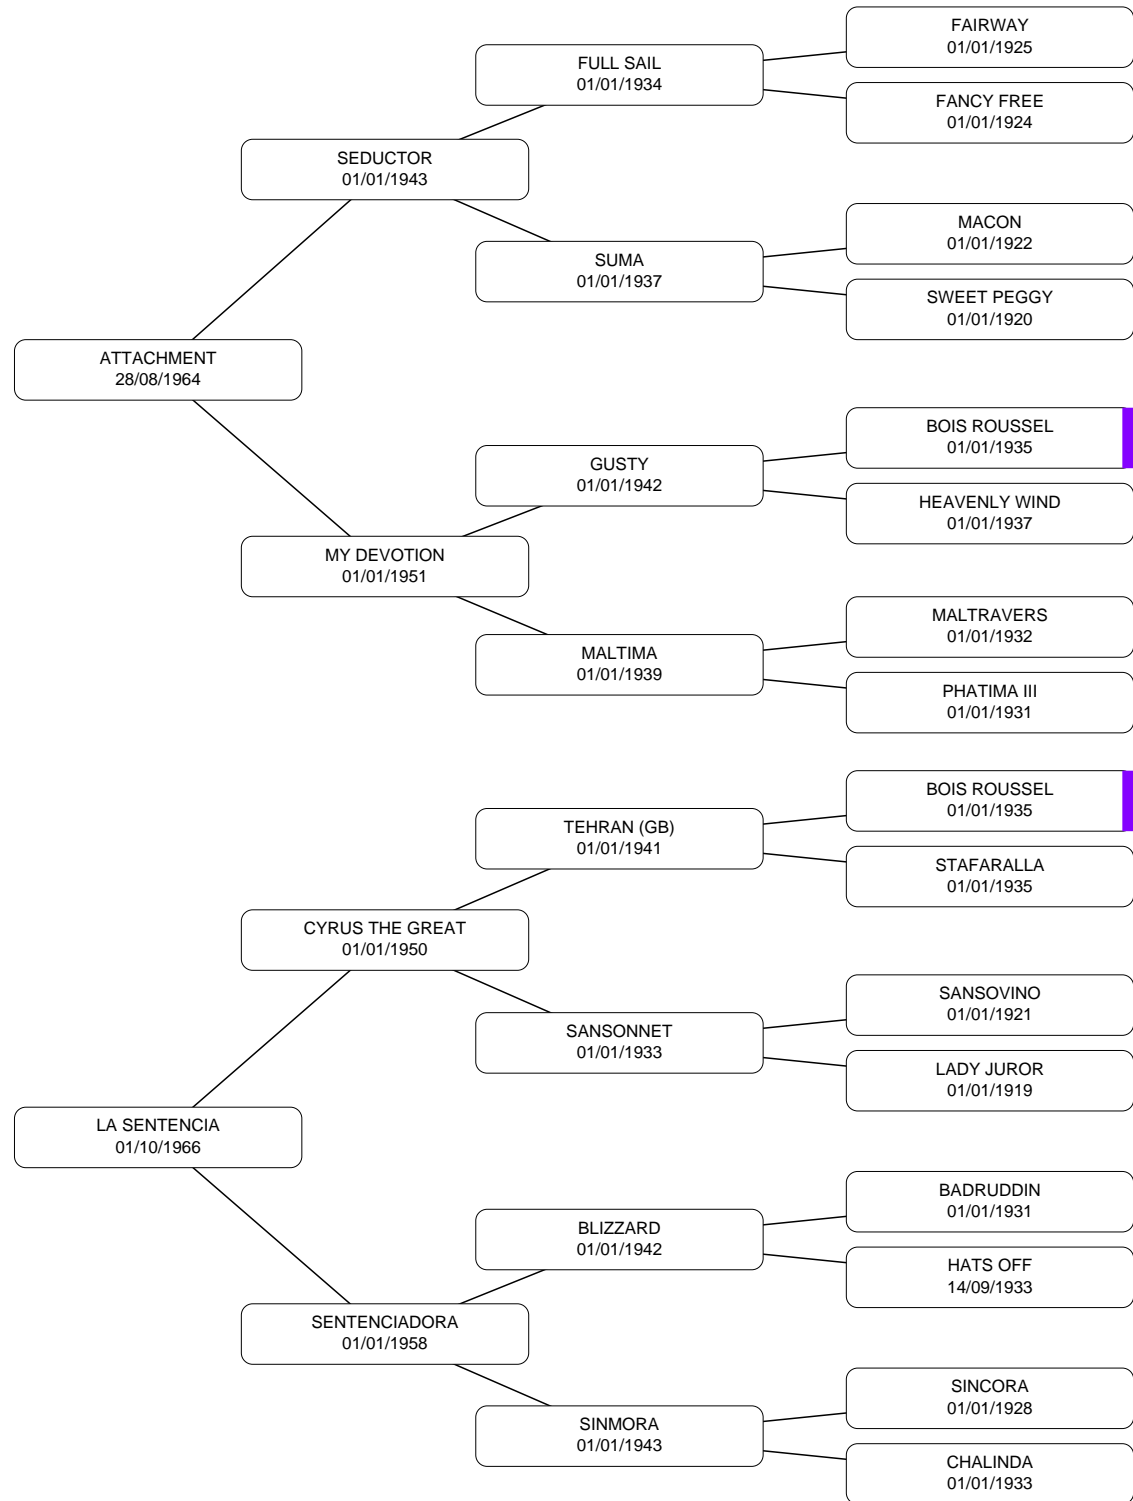 FAIRWAY
01/01/1925
FULL SAIL
01/01/1934
FANCY FREE
01/01/1924
SEDUCTOR
01/01/1943
MACON
01/01/1922
SUMA
01/01/1937
SWEET PEGGY
01/01/1920
ATTACHMENT
28/08/1964
BOIS ROUSSEL
01/01/1935
GUSTY
01/01/1942
HEAVENLY WIND
01/01/1937
MY DEVOTION
01/01/1951
MALTRAVERS
01/01/1932
MALTIMA
01/01/1939
PHATIMA III
01/01/1931
BOIS ROUSSEL
01/01/1935
TEHRAN (GB)
01/01/1941
STAFARALLA
01/01/1935
CYRUS THE GREAT
01/01/1950
SANSOVINO
01/01/1921
SANSONNET
01/01/1933
LADY JUROR
01/01/1919
LA SENTENCIA
01/10/1966
BADRUDDIN
01/01/1931
BLIZZARD
01/01/1942
HATS OFF
14/09/1933
SENTENCIADORA
01/01/1958
SINCORA
01/01/1928
SINMORA
01/01/1943
CHALINDA
01/01/1933